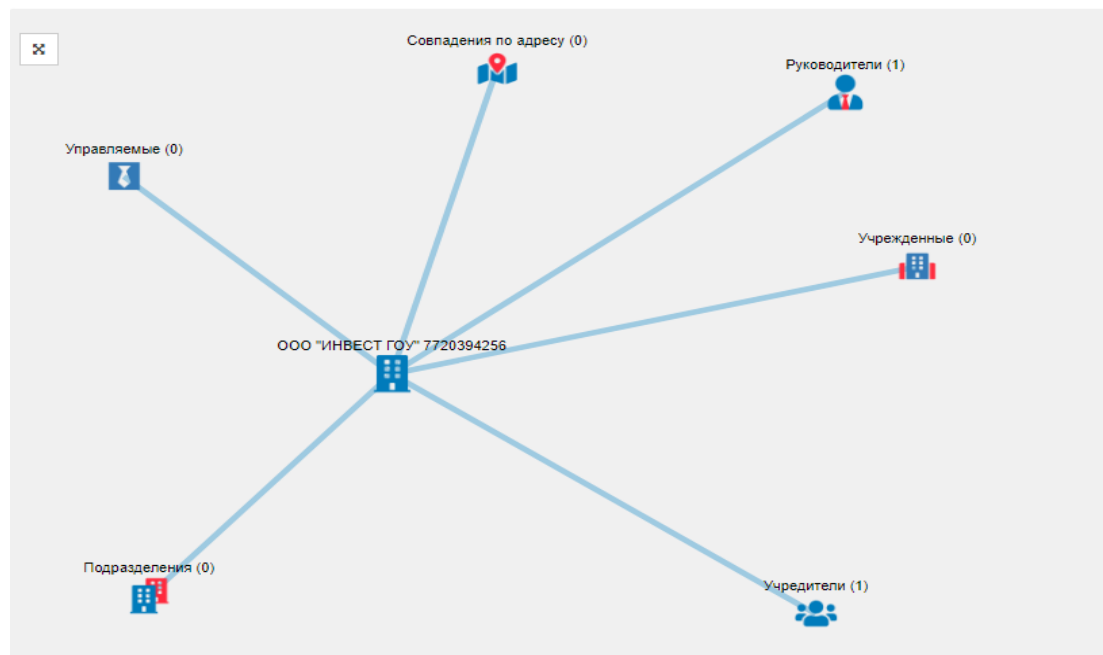 Совпадения по адресу (0)
Руководители (1)
Управляемые (0)
Учрежденные (0)
ООО "ИНВЕСТ ГОУ" 7720394256
Подразделения (0)
Учредители (1)